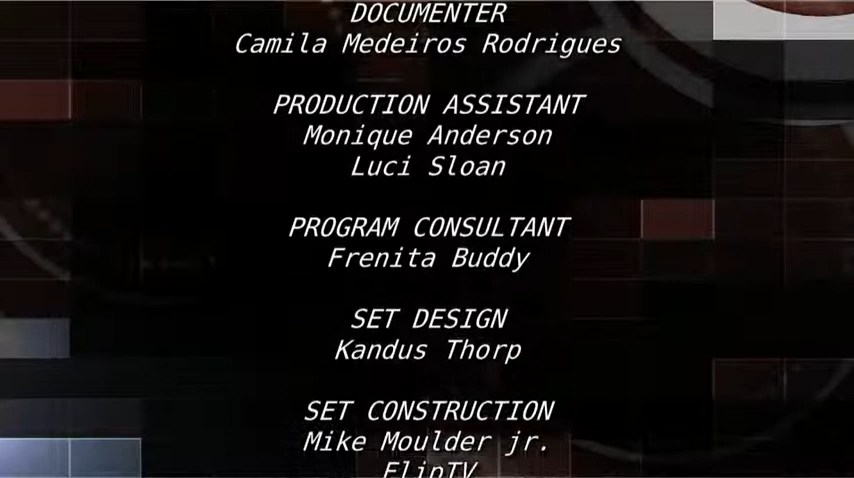 DOCUMENTER
Camila Medeiros Rodrigues
PRODUCTION ASSISTANT
Monique Anderson
Luci Sloan
PROGRAM CONSULTANT
Frenita Buddy
SET DESIGN
Kandus Thorp
SET CONSTRUCTION
Mike Moulder jr.